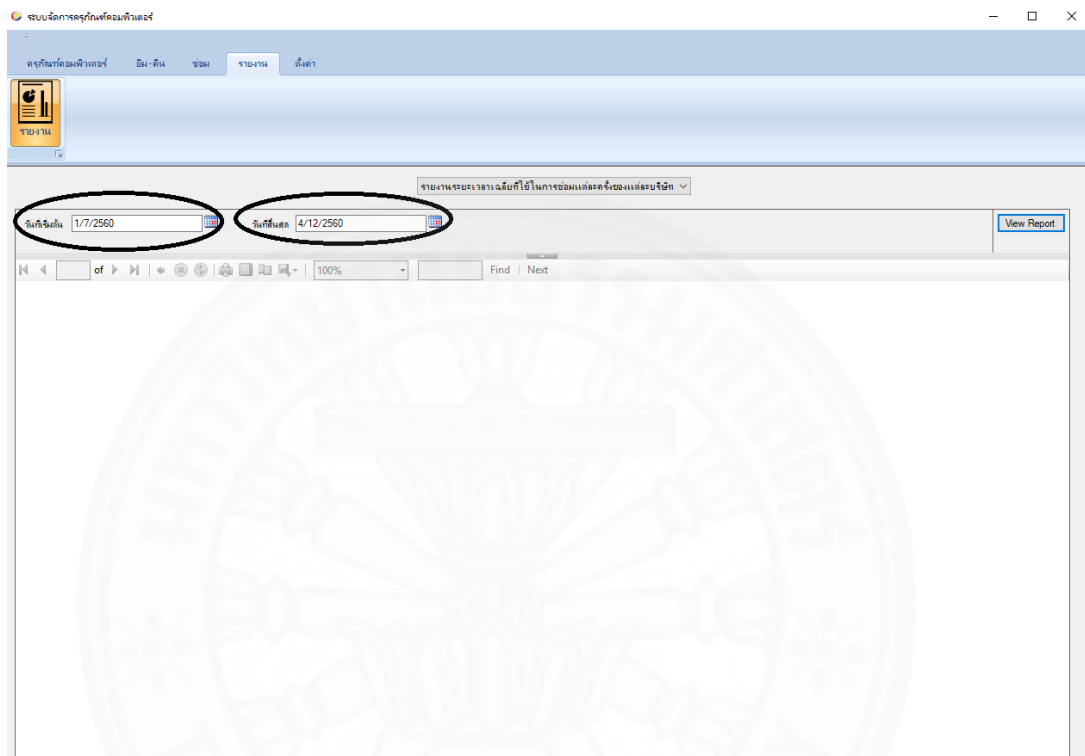 ระบบจัดการครุภัณฑ์คอมพิวเตอร์
ครุภัณฑ์คอมพิวเตอร์ ยืม-คืน ซ่อม รายงาน ตั้งค่า
รายงาน
รายงานระยะเวลาเฉลี่ยที่ใช้ในการซ่อมแต่ละครั้งของแต่ละบริษัท
วันที่เริ่มต้น 1/7/2560 วันที่สิ้นสุด 4/12/2560 View Report
of 100% Find | Next